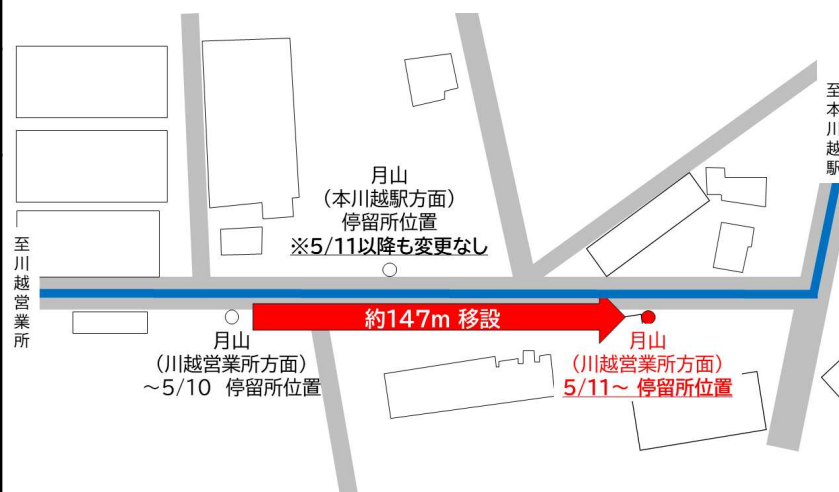 至本川越駅
月山
（本川越駅方面）
停留所位置
※5/11以降も変更なし
至川越営業所
約147m 移設
月山
（川越営業所方面）
～5/10 停留所位置
月山
（川越営業所方面）
5/11～ 停留所位置